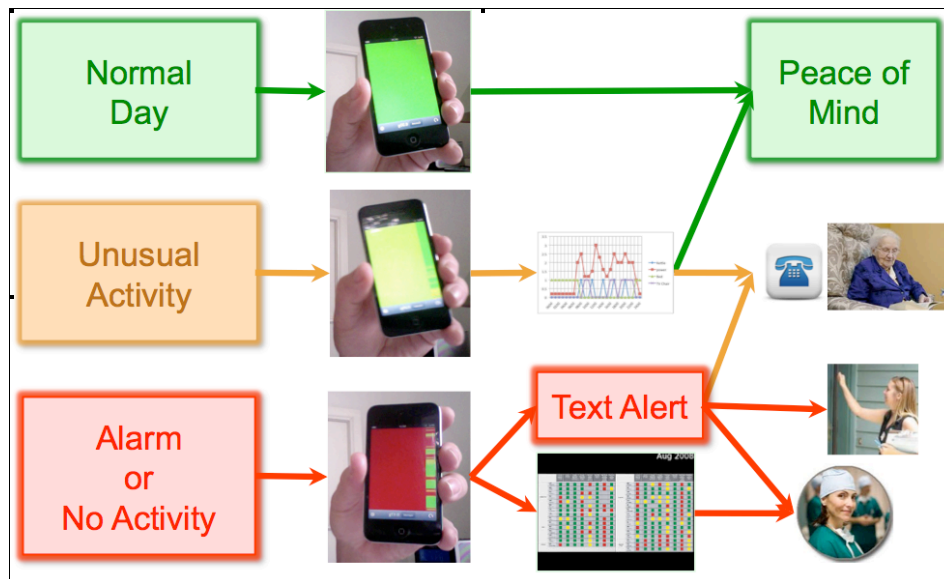 Normal
Day
Peace of
Mind
Unusual
Activity
Alarm
or
No Activity
Text Alert
Aug 2008